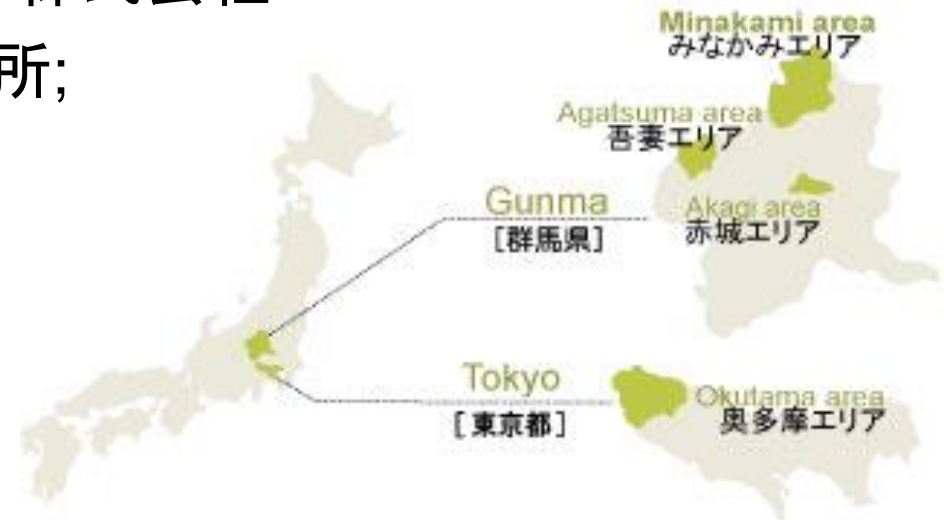 所;
Minakami area
みなかみエリア
Agatsuma area
吾妻エリア
Gunma
[群馬県]
Akagi area
赤城エリア
Tokyo
[東京都]
Okutama area
奥多摩エリア